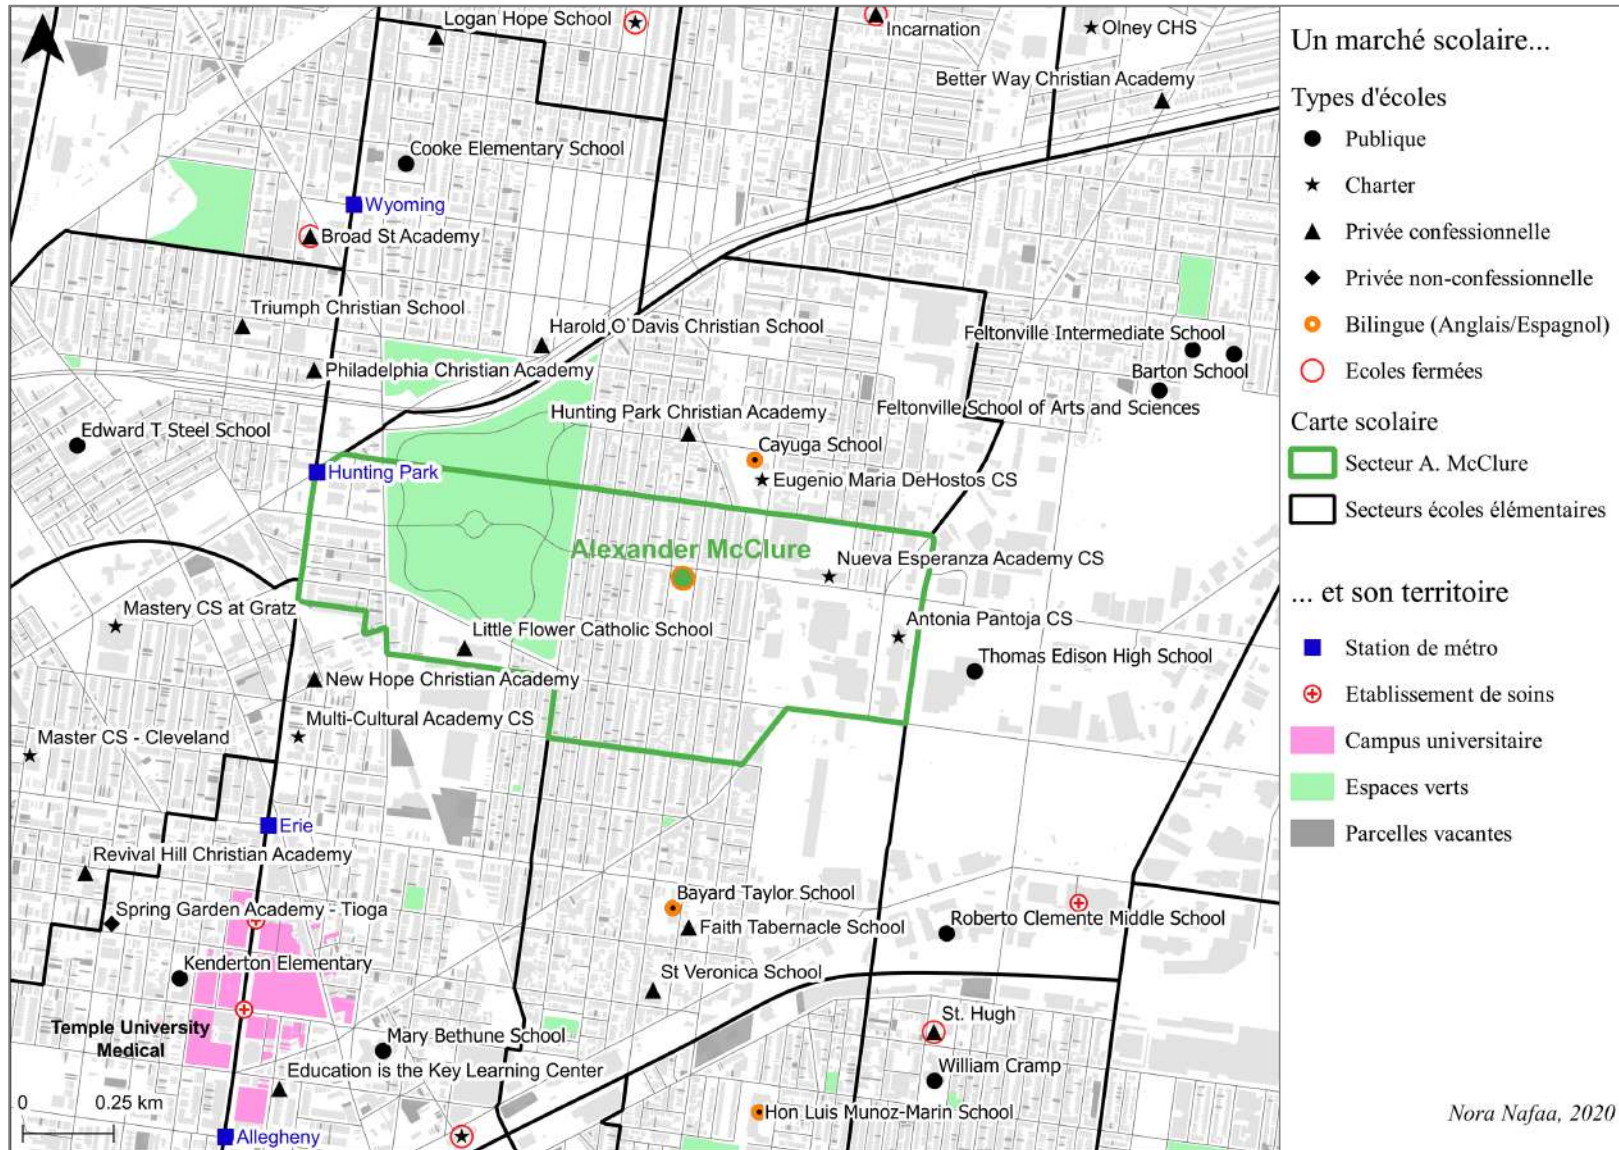 Logan Hope School
Incarnation
Olney CHS
Better Way Christian Academy
Cooke Elementary School
Wyoming
Broad St Academy
Triumph Christian School
Harold O'Davis Christian School
Feltonville Intermediate School
Philadelphia Christian Academy
Barton School
Hunting Park Christian Academy
Feltonville School of Arts and Sciences
Edward T Steel School
Cayuga School
Hunting Park
Eugenio Maria DeHostos CS
Alexander McClure
Nueva Esperanza Academy CS
Mastery CS at Gratz
Antonia Pantoja CS
Little Flower Catholic School
Thomas Edison High School
New Hope Christian Academy
Multi-Cultural Academy CS
Master CS - Cleveland
Erie
Revival Hill Christian Academy
Bayard Taylor School
Spring Garden Academy - Tioga
Roberto Clemente Middle School
Faith Tabernacle School
Kenderton Elementary
St Veronica School
St. Hugh
Temple University
Medical
Mary Bethune School
William Cramp
Education is the Key Learning Center
0 0.25 km
Hon Luis Munoz-Marin School
Allegheny
Un marché scolaire...
Types d'écoles
Publique
Charter
Privée confessionnelle
Privée non-confessionnelle
Bilingue (Anglais/Espagnol)
Ecoles fermées
Carte scolaire
Secteur A. McClure
Secteurs écoles élémentaires
... et son territoire
Station de métro
Etablissement de soins
Campus universitaire
Espaces verts
Parcelles vacantes
Nora Nafaa, 2020